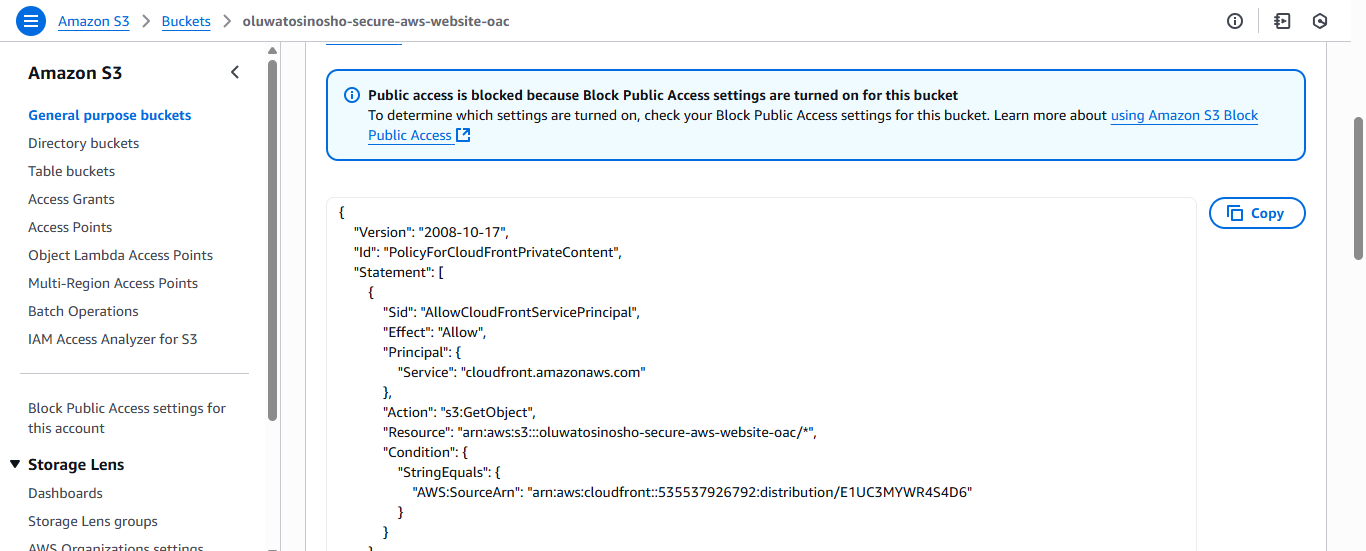 Amazon S3 > Buckets > oluwatosinosho-secure-aws-website-oac
Amazon S3
General purpose buckets
Directory buckets
Table buckets
Access Grants
Access Points
Object Lambda Access Points
Multi-Region Access Points
Batch Operations
IAM Access Analyzer for S3
Block Public Access settings for
this account
Storage Lens
Dashboards
Storage Lens groups
AWS Organizations settings
Public access is blocked because Block Public Access settings are turned on for this bucket
To determine which settings are turned on, check your Block Public Access settings for this bucket. Learn more about using Amazon S3 Block
Public Access
{
"Version": "2008-10-17",
"Id": "PolicyForCloudFrontPrivateContent",
"Statement": [
{
"Sid": "AllowCloudFrontServicePrincipal",
"Effect": "Allow",
"Principal": {
"Service": "cloudfront.amazonaws.com"
},
"Action": "s3:GetObject",
"Resource": "arn:aws:s3:::oluwatosinosho-secure-aws-website-oac/*",
"Condition": {
"StringEquals": {
"AWS:SourceArn": "arn:aws:cloudfront::535537926792:distribution/E1UC3MYWR4S4D6"
}
}
}
Copy